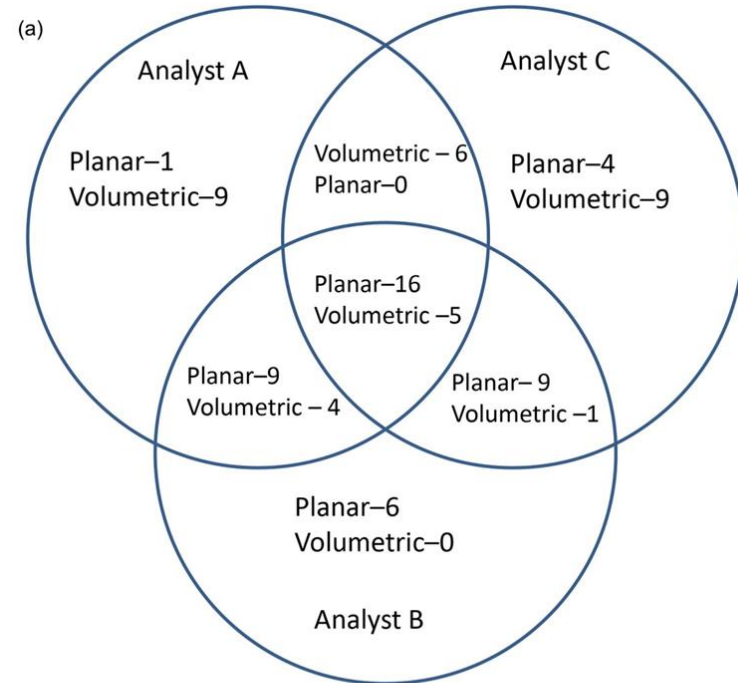 (a)
Analyst A
Analyst C
Planar–1
Volumetric–9
Volumetric – 6
Planar–0
Planar–4
Volumetric–9
Planar–16
Volumetric –5
Planar–9
Volumetric – 4
Planar– 9
Volumetric –1
Planar–6
Volumetric–0
Analyst B